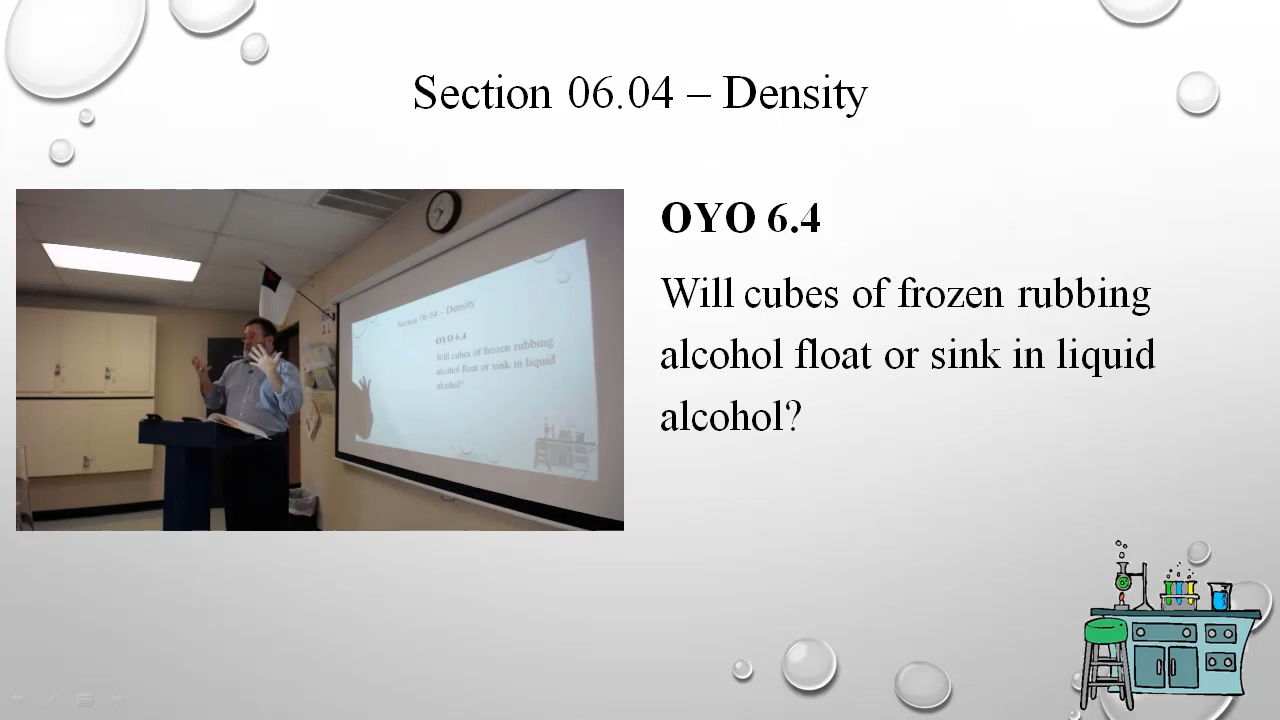 Section 06.04 – Density
OYO 6.4
Will cubes of frozen rubbing
alcohol float or sink in liquid
alcohol?
Section 06.04 – Density
OYO 6.4
Will cubes of frozen rubbing
alcohol float or sink in liquid
alcohol?